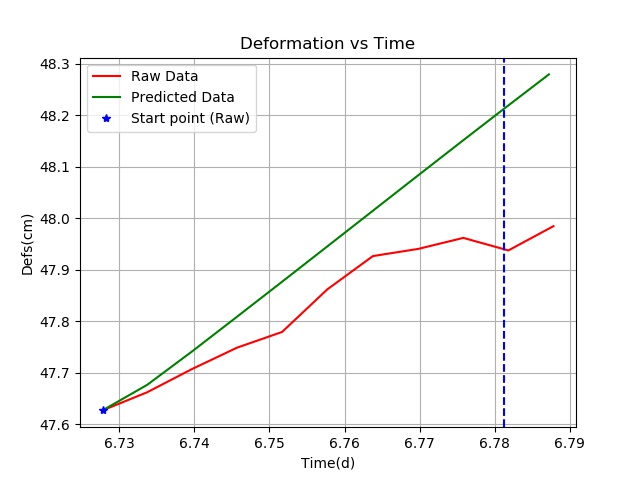 Deformation vs Time
Raw Data
Predicted Data
Start point (Raw)
48.3
48.2
48.1
48.0
47.9
47.8
47.7
47.6
Defs(cm)
6.73 6.74 6.75 6.76 6.77 6.78 6.79
Time(d)